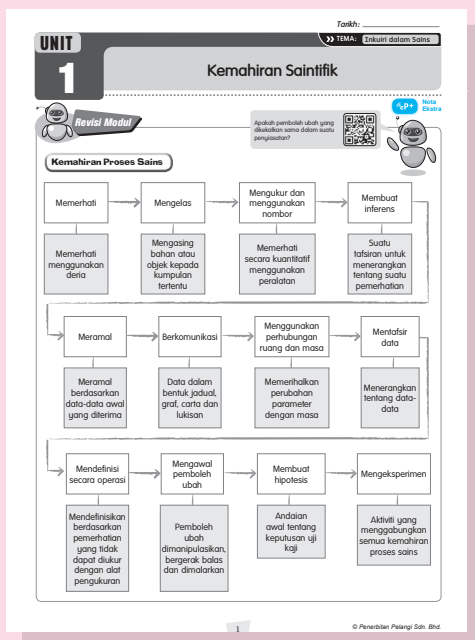 Tarikh:
UNIT
1
TEMA: Inkuiri dalam Sains
Kemahiran Saintifik
Revisi Modul
Apakah pemboleh ubah yang
dikekalkan sama dalam suatu
penyiasatan?
ePP+
Nota
Ekstra
Kemahiran Proses Sains
Memerhati
Mengelas
Mengukur dan
menggunakan
nombor
Membuat
inferens
Memerhati
menggunakan
deria
Mengasing
bahan atau
objek kepada
kumpulan
tertentu
Memerhati
secara kuantitatif
menggunakan
peralatan
Suatu
tafsiran untuk
menerangkan
tentang suatu
pemerhatian
Meramal
Berkomunikasi
Menggunakan
perhubungan
ruang dan masa
Mentafsir
data
Meramal
berdasarkan
data-data awal
yang diterima
Data dalam
bentuk jadual,
graf, carta dan
lukisan
Memerihalkan
perubahan
parameter
dengan masa
Menerangkan
tentang data-
data
Mendefinisi
secara operasi
Mengawal
pemboleh
ubah
Membuat
hipotesis
Mengeksperimen
Mendefinisikan
berdasarkan
pemerhatian
yang tidak
dapat diukur
dengan alat
pengukuran
Pemboleh
ubah
dimanipulasikan,
bergerak balas
dan dimalarkan
Andaian
awal tentang
keputusan uji
kaji
Aktiviti yang
menggabungkan
semua kemahiran
proses sains
1
© Penerbitan Pelangi Sdn. Bhd.